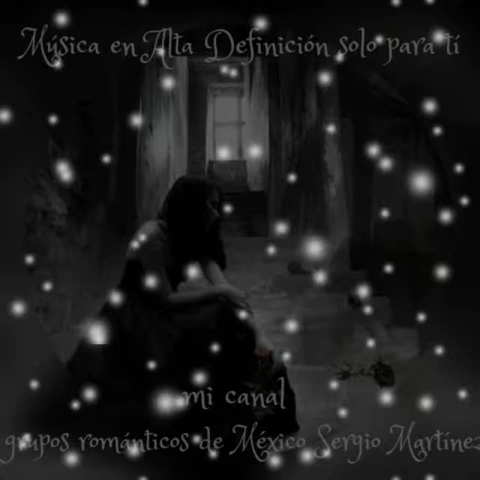 Música en Alta Definición solo para tí
mi canal
grupos románticos de México Sergio Martínez